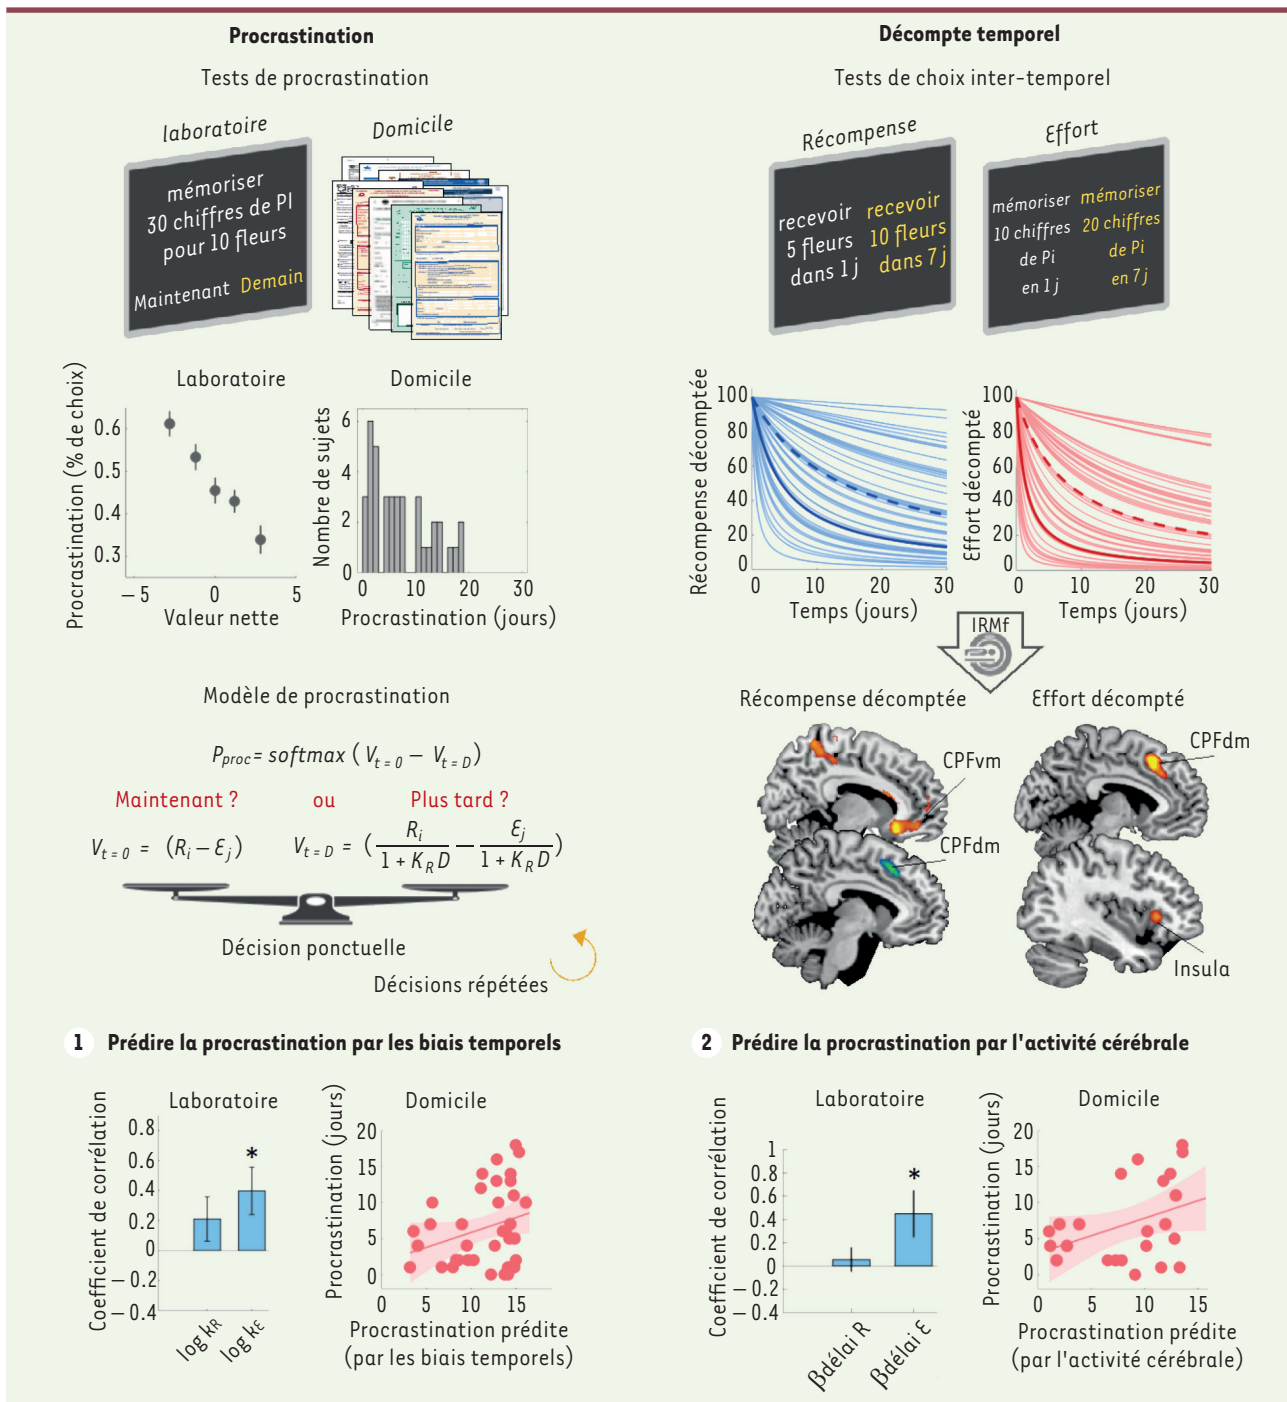 Procrastination
Tests de procrastination
laboratoire
Domicile
mémoriser
30 chiffres de PI
pour 10 fleurs
Maintenant Demain
Laboratoire
Domicile
Procrastination (% de choix)
0.6
0.5
0.4
0.3
– 5
0
5
Valeur nette
Nombre de sujets
6
4
2
0
0
10
20
30
Procrastination (jours)
Modèle de procrastination
Pproc = softmax (Vt = 0 – Vt = D)
Maintenant ? ou Plus tard ?
Vt = 0 = (Ri – Ej)
Vt = D = (Ri / 1 + KR D – Ej / 1 + KR D)
Décision ponctuelle
Décisions répétées
Décompte temporel
Tests de choix inter-temporel
Récompense
Effort
recevoir
5 fleurs
dans 1 j
recevoir
10 fleurs
dans 7 j
mémoriser
10 chiffres
de Pi
en 1 j
mémoriser
20 chiffres
de Pi
en 7 j
Récompense décomptée
100
80
60
40
20
0
0
10
20
30
Temps (jours)
Effort décompté
100
80
60
40
20
0
0
10
20
30
Temps (jours)
IRMf
Récompense décomptée
Effort décompté
CPFvm
CPFdm
CPFdm
Insula
1 Prédire la procrastination par les biais temporels
Laboratoire
Coefficient de corrélation
0.8
0.6
0.4
0.2
0
– 0.2
– 0.4
*
log kR
log kE
Domicile
Procrastination (jours)
20
15
10
5
0
0
5
10
15
Procrastination prédite
(par les biais temporels)
2 Prédire la procrastination par l'activité cérébrale
Laboratoire
Coefficient de corrélation
1
0.8
0.6
0.4
0.2
0
– 0.2
– 0.4
*
βdélai R
βdélai E
Domicile
Procrastination (jours)
20
15
10
5
0
0
5
10
15
Procrastination prédite
(par l'activité cérébrale)